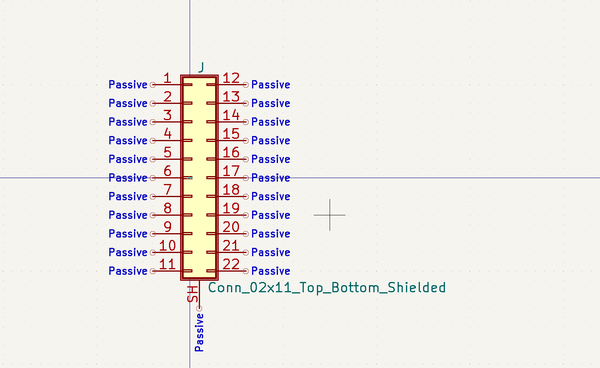 J
Passive 1 12 Passive
Passive 2 13 Passive
Passive 3 14 Passive
Passive 4 15 Passive
Passive 5 16 Passive
Passive 6 17 Passive
Passive 7 18 Passive
Passive 8 19 Passive
Passive 9 20 Passive
Passive 10 21 Passive
Passive 11 22 Passive
SH Conn_02x11_Top_Bottom_Shielded
Passive